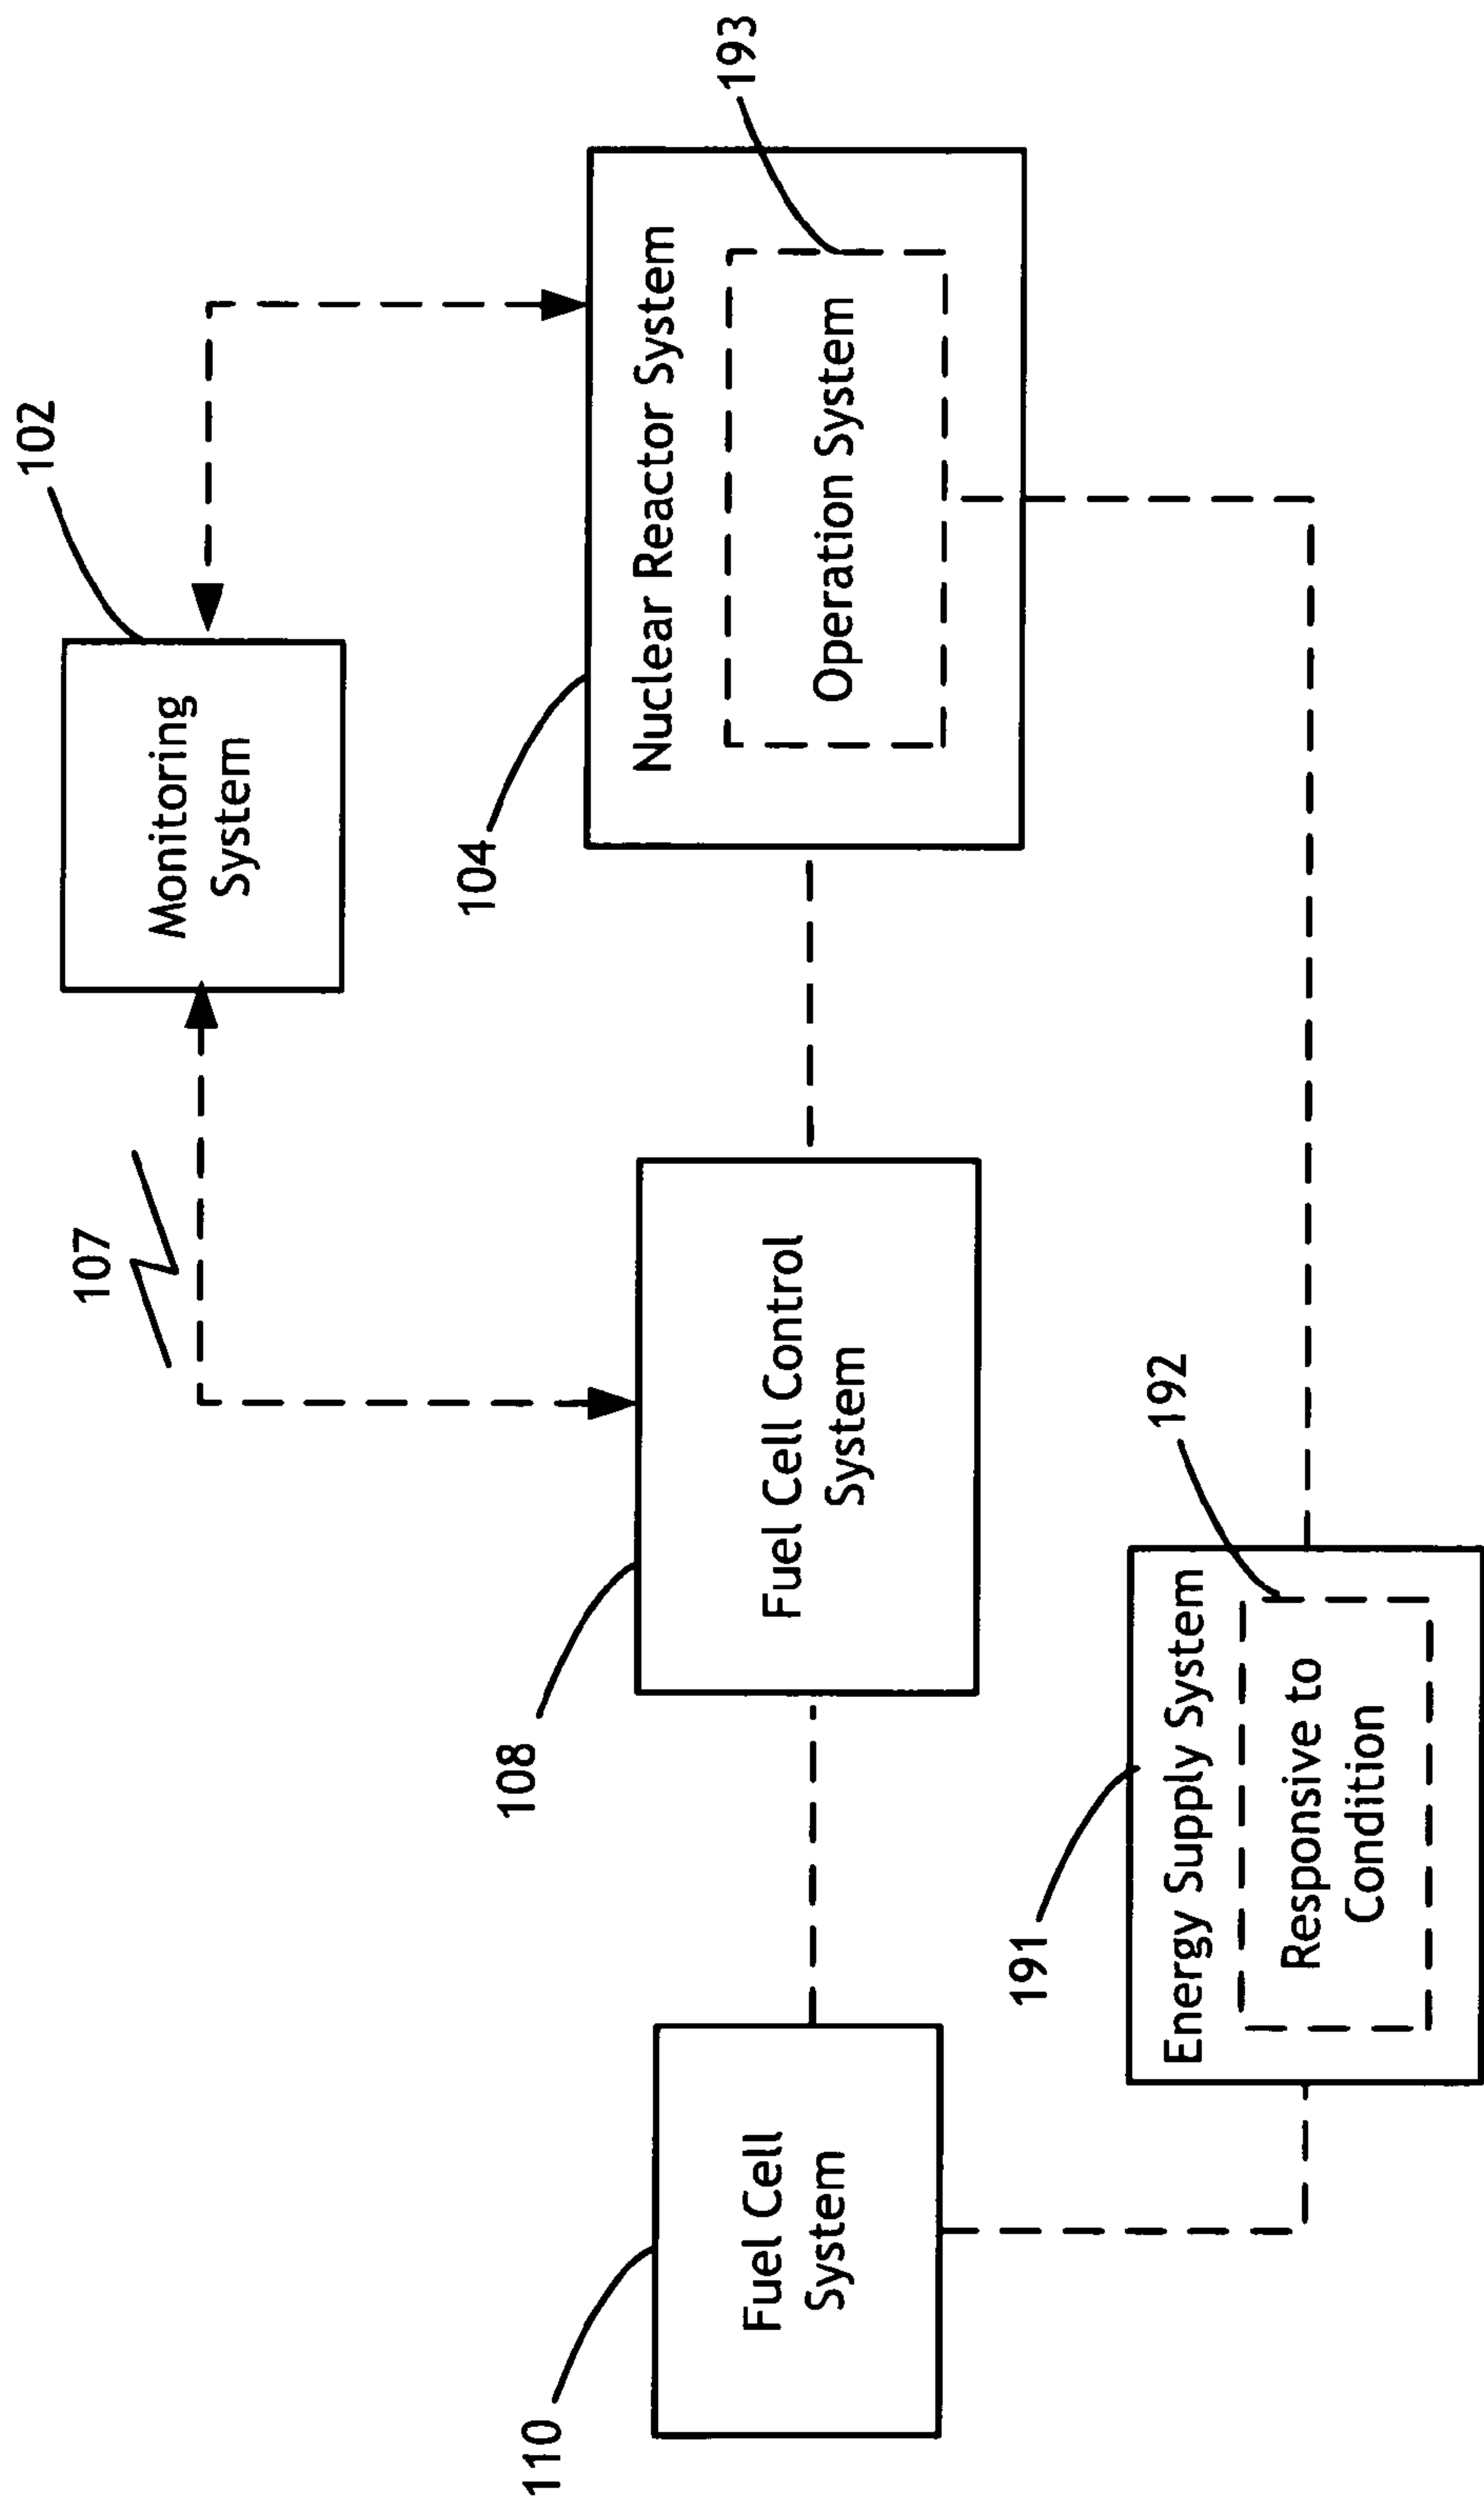 102
Monitoring
System
107
193
104
Nuclear Reactor System
Operation System
108
Fuel Cell Control
System
110
Fuel Cell
System
191
192
Energy Supply System
Responsive to
Condition